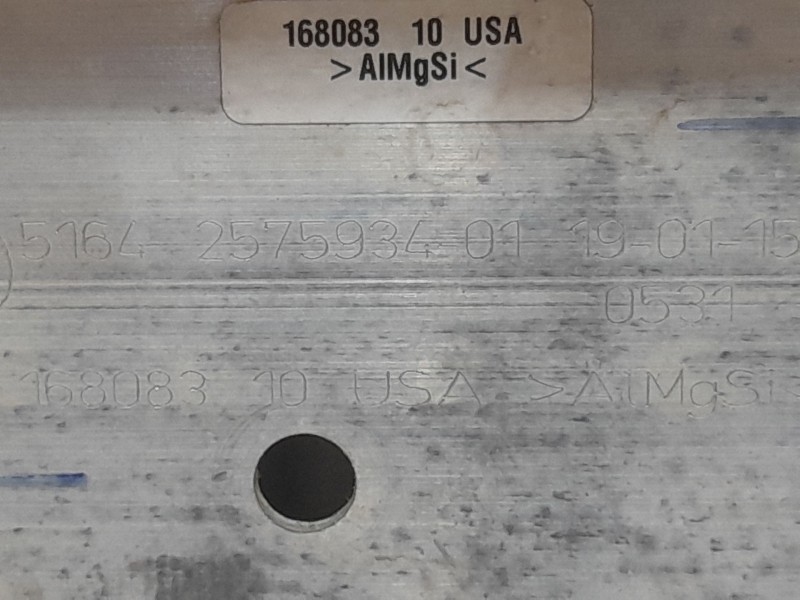 168083 10 USA
>AlMgSi<
5164 2575934-01 19-01-15
0531
168083 10 USA >AlMgSi<